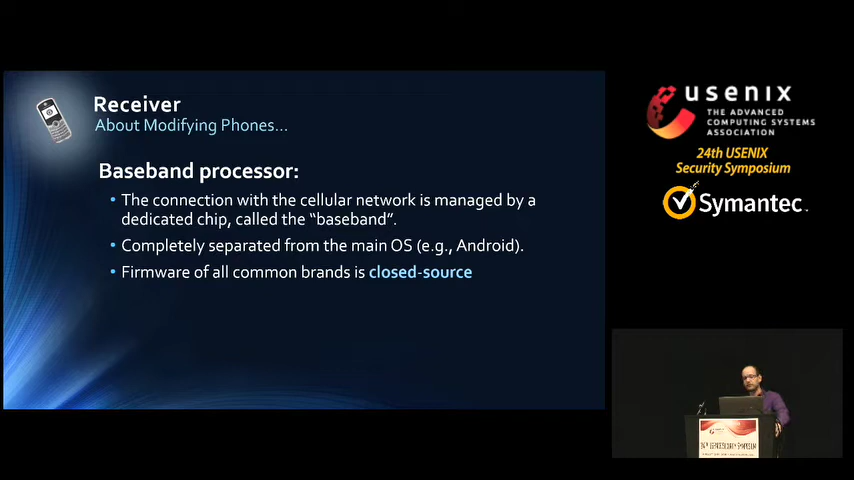 Receiver
About Modifying Phones...
Baseband processor:
• The connection with the cellular network is managed by a
dedicated chip, called the “baseband”.
• Completely separated from the main OS (e.g., Android).
• Firmware of all common brands is closed-source
usenix
THE ADVANCED
COMPUTING SYSTEMS
ASSOCIATION
24th USENIX
Security Symposium
Symantec.